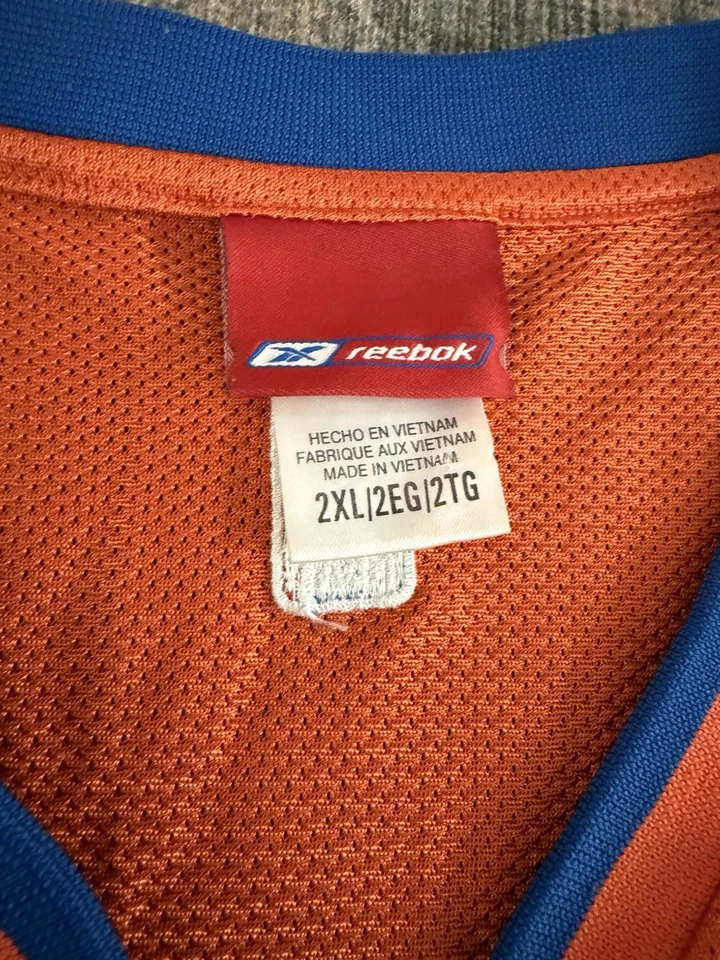 reebok
HECHO EN VIETNAM
FABRIQUE AUX VIETNAM
MADE IN VIETNAM
2XL/2EG/2TG